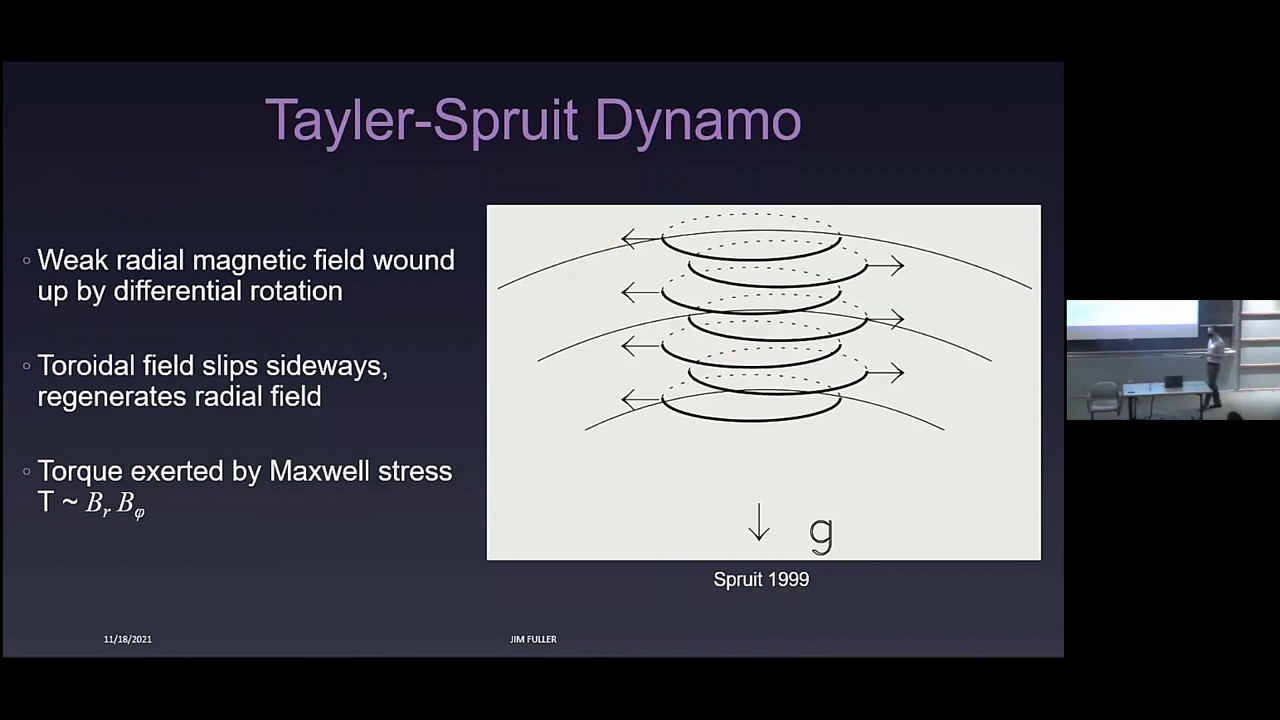 Tayler-Spruit Dynamo
◦ Weak radial magnetic field wound
up by differential rotation
◦ Toroidal field slips sideways,
regenerates radial field
◦ Torque exerted by Maxwell stress
T ~ Bᵣ Bᵩ
g
Spruit 1999
11/18/2021
JIM FULLER